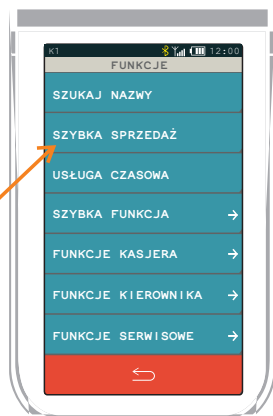 K1 12:00
FUNKCJE
SZUKAJ NAZWY
SZYBKA SPRZEDAŻ
USŁUGA CZASOWA
SZYBKA FUNKCJA →
FUNKCJE KASJERA →
FUNKCJE KIEROWNIKA →
FUNKCJE SERWISOWE →